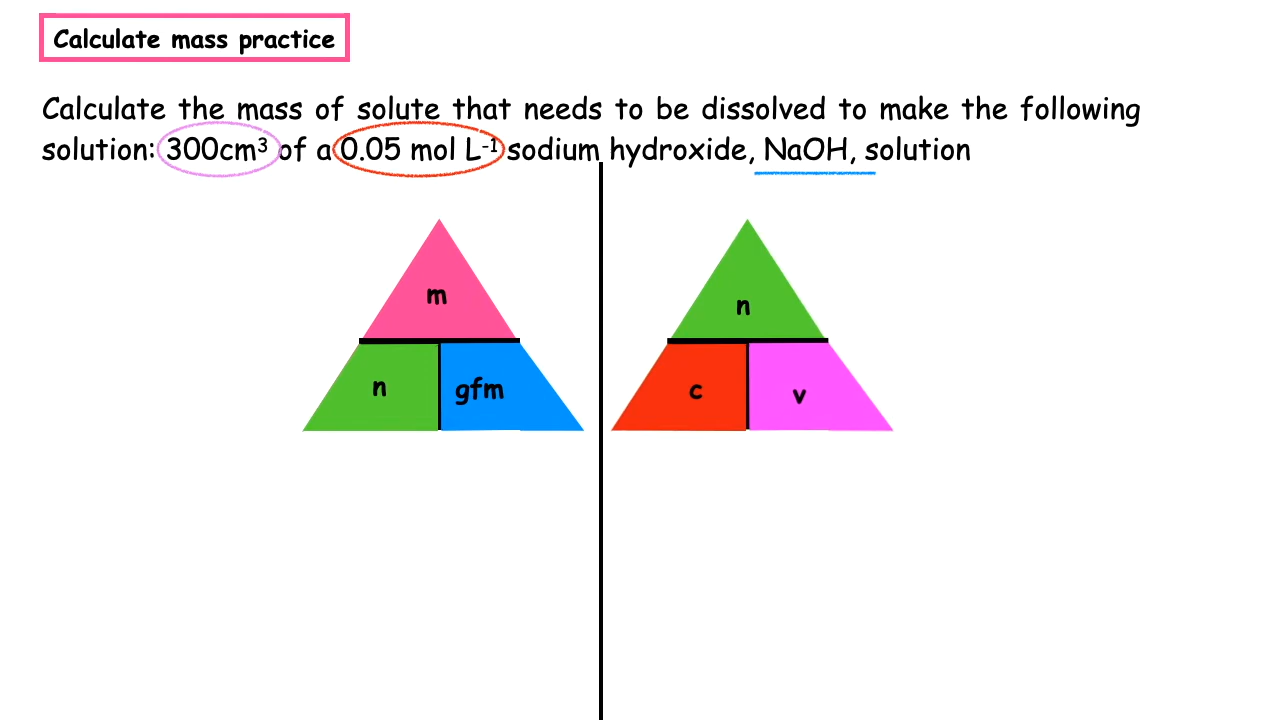 Calculate mass practice
Calculate the mass of solute that needs to be dissolved to make the following
solution: 300cm³ of a 0.05 mol L⁻¹ sodium hydroxide, NaOH, solution
m
n
n gfm
c v